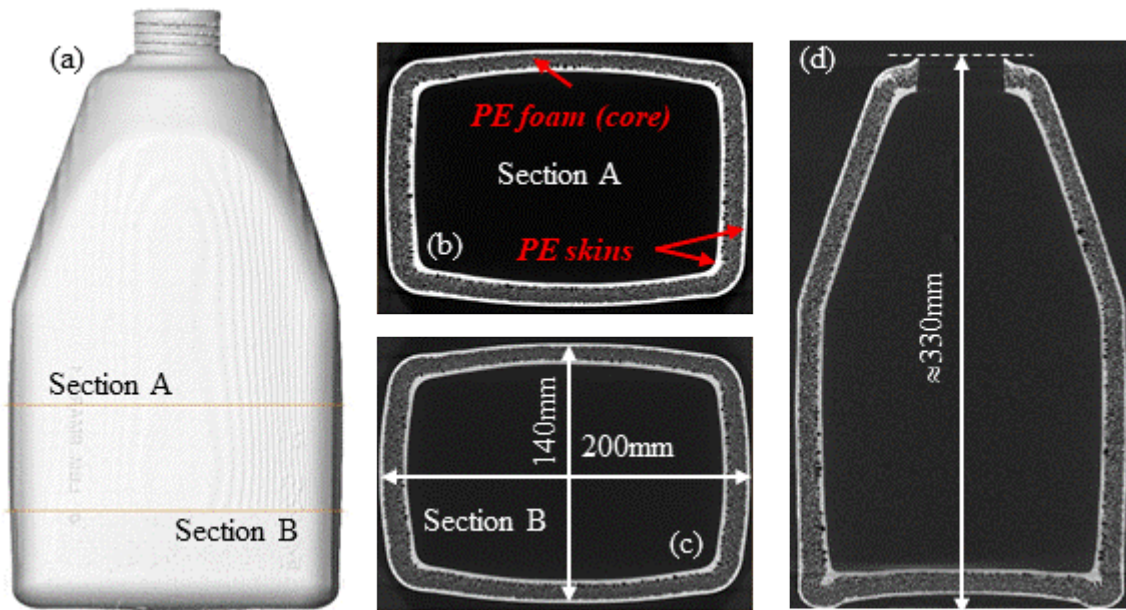 (a)
Section A
Section B
PE foam (core)
Section A
(b)
PE skins
140mm
200mm
Section B
(c)
(d)
≈330mm